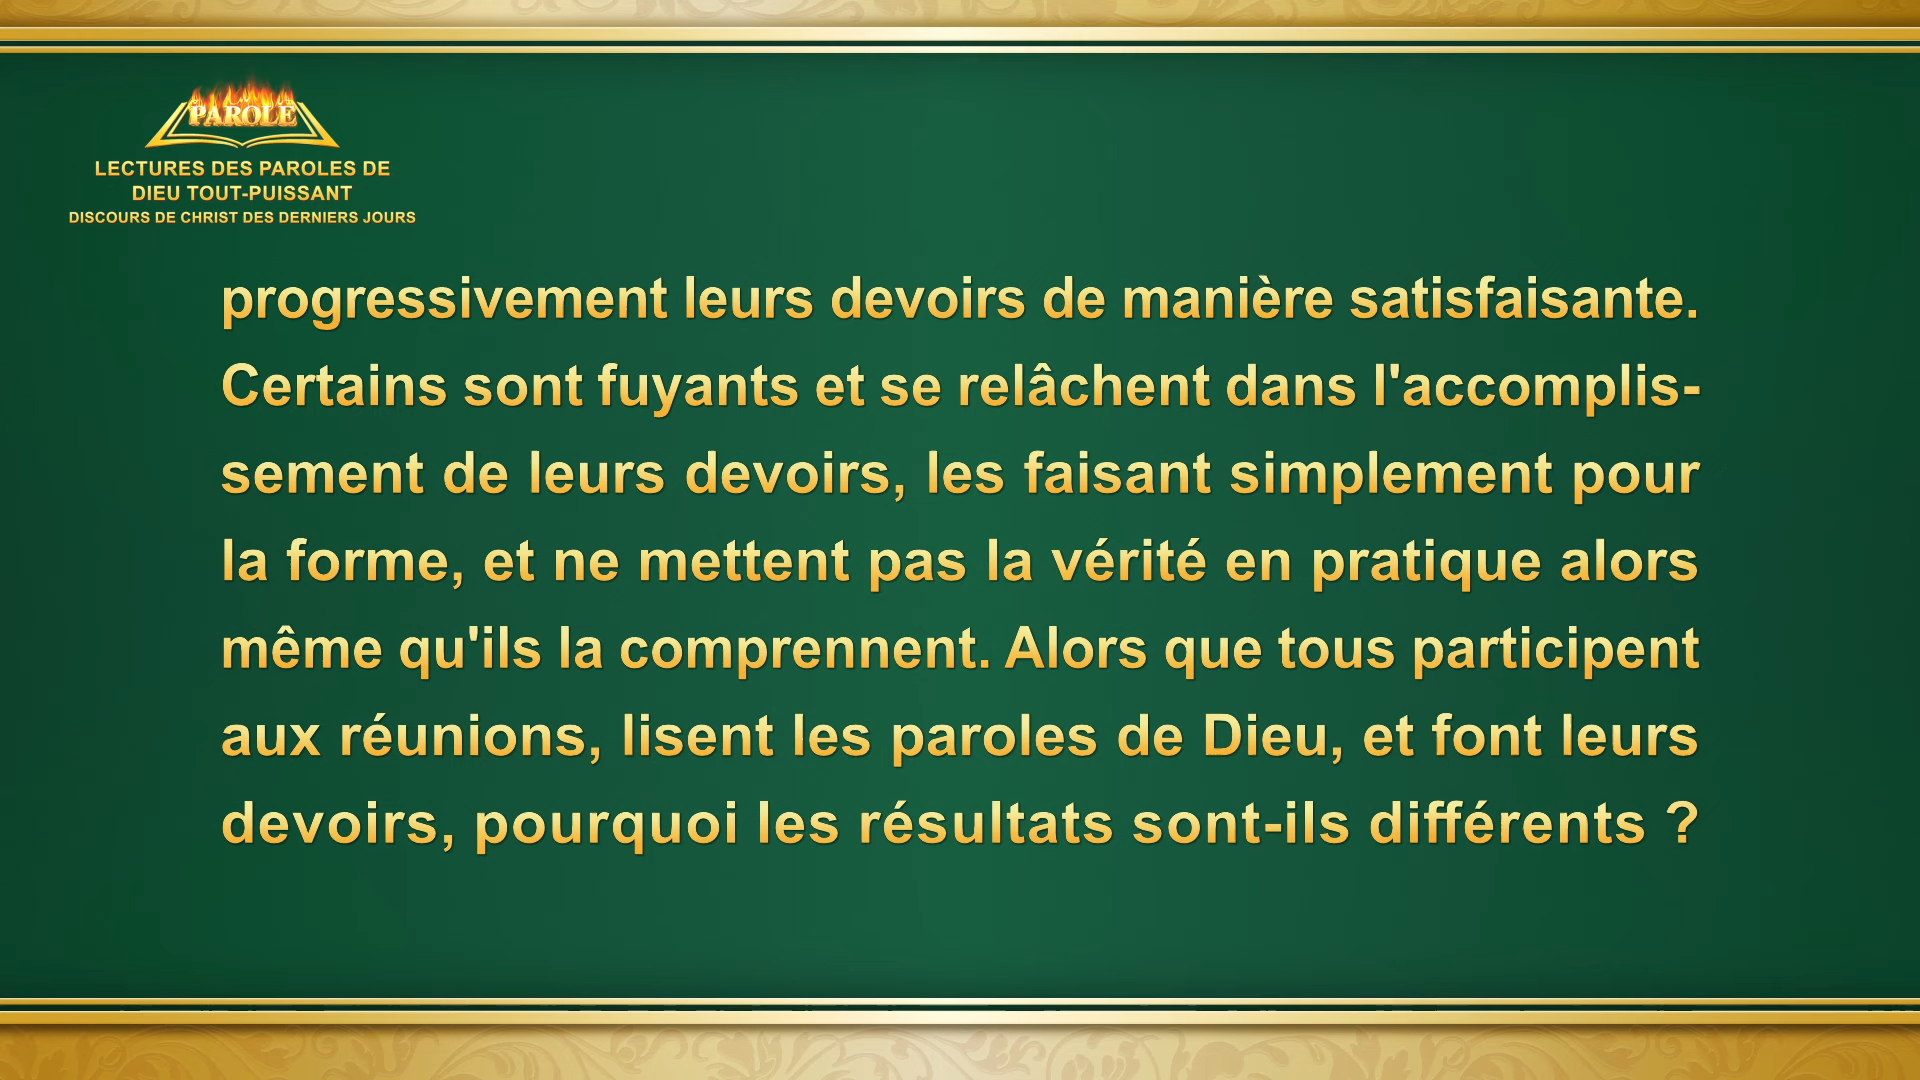 PAROLE
LECTURES DES PAROLES DE
DIEU TOUT-PUISSANT
DISCOURS DE CHRIST DES DERNIERS JOURS
progressivement leurs devoirs de manière satisfaisante.
Certains sont fuyants et se relâchent dans l'accomplis-
sement de leurs devoirs, les faisant simplement pour
la forme, et ne mettent pas la vérité en pratique alors
même qu'ils la comprennent. Alors que tous participent
aux réunions, lisent les paroles de Dieu, et font leurs
devoirs, pourquoi les résultats sont-ils différents ?